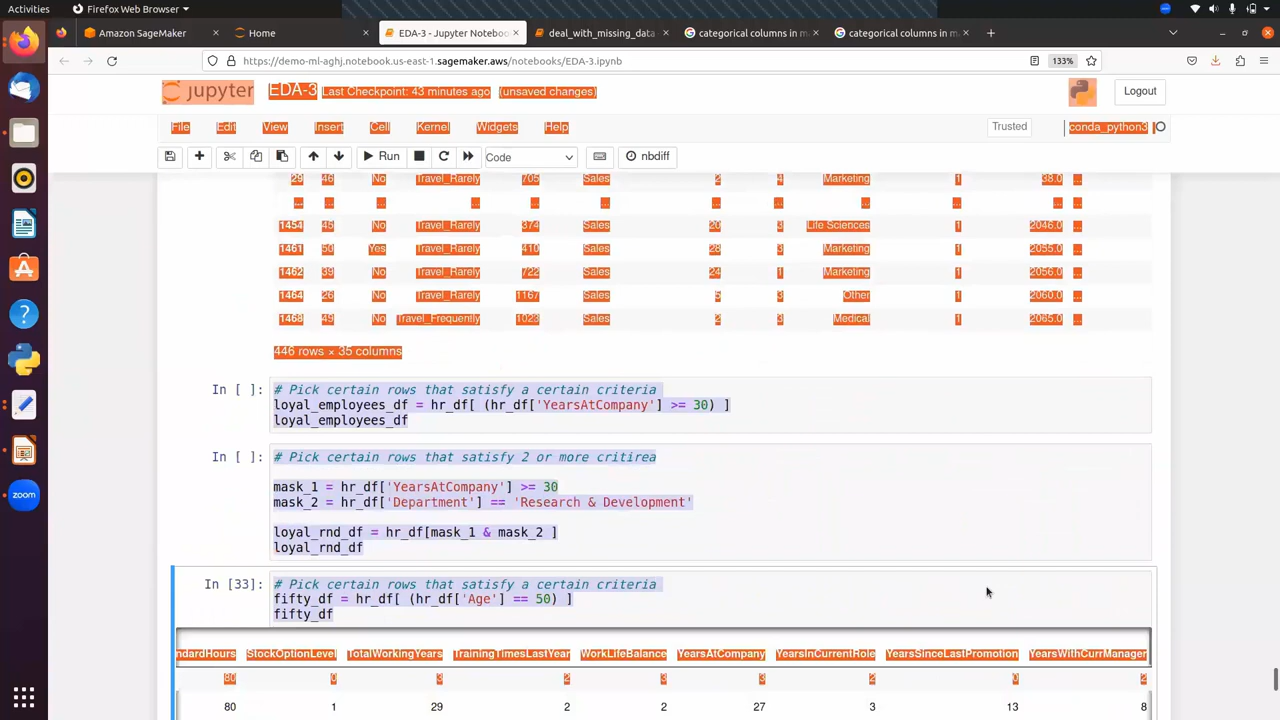 Activities Firefox Web Browser
Amazon SageMaker × Home × EDA-3 - Jupyter Noteboo × deal_with_missing_data × categorical columns in m × categorical columns in m × +
https://demo-ml-aghj.notebook.us-east-1.sagemaker.aws/notebooks/EDA-3.ipynb 133%
jupyter EDA-3 Last Checkpoint: 43 minutes ago (unsaved changes) Logout
File Edit View Insert Cell Kernel Widgets Help Trusted conda_python3
Run Code nbdiff
29 46 No Travel_Rarely 705 Sales 2 4 Marketing 1 38.0 ...
... ... ... ... ... ... ... ... ... ... ... ...
1454 45 No Travel_Rarely 374 Sales 20 3 Life Sciences 1 2046.0 ...
1461 50 Yes Travel_Rarely 410 Sales 28 3 Marketing 1 2055.0 ...
1462 39 No Travel_Rarely 722 Sales 24 1 Marketing 1 2056.0 ...
1464 26 No Travel_Rarely 1167 Sales 5 3 Other 1 2060.0 ...
1468 49 No Travel_Frequently 1023 Sales 2 3 Medical 1 2065.0 ...
446 rows × 35 columns
In [ ]: # Pick certain rows that satisfy a certain criteria
loyal_employees_df = hr_df[ (hr_df['YearsAtCompany'] >= 30) ]
loyal_employees_df
In [ ]: # Pick certain rows that satisfy 2 or more critirea
mask_1 = hr_df['YearsAtCompany'] >= 30
mask_2 = hr_df['Department'] == 'Research & Development'
loyal_rnd_df = hr_df[mask_1 & mask_2 ]
loyal_rnd_df
In [33]: # Pick certain rows that satisfy a certain criteria
fifty_df = hr_df[ (hr_df['Age'] == 50) ]
fifty_df
ndardHours StockOptionLevel TotalWorkingYears TrainingTimesLastYear WorkLifeBalance YearsAtCompany YearsInCurrentRole YearsSinceLastPromotion YearsWithCurrManager
80 0 3 2 3 3 2 0 2
80 1 29 2 2 27 3 13 8
zoom